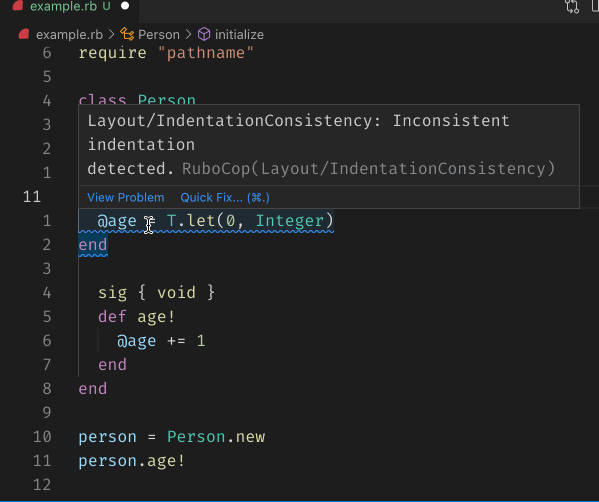 example.rb U
example.rb > Person > initialize
6 require "pathname"
5
4 class Person
3
2
1
11
Layout/IndentationConsistency: Inconsistent
indentation
detected. RuboCop(Layout/IndentationConsistency)
View Problem Quick Fix... (⌘.)
1 @age = T.let(0, Integer)
2 end
3
4 sig { void }
5 def age!
6 @age += 1
7 end
8 end
9
10 person = Person.new
11 person.age!
12